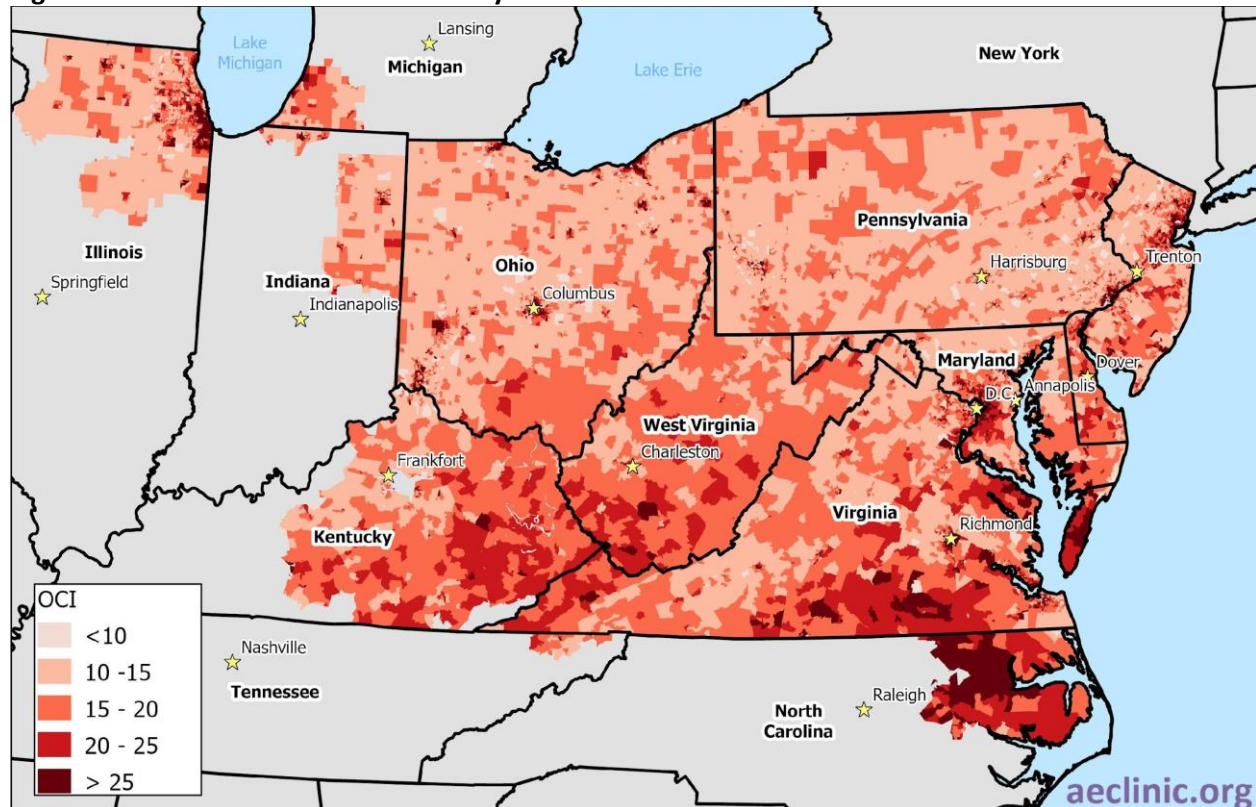 Lansing
Lake
Michigan
Michigan
Lake Erie
New York
Pennsylvania
Illinois
Ohio
Harrisburg
Trenton
Springfield
Indiana
Indianapolis
Columbus
Maryland
Dover
D.C.
Annapolis
West Virginia
Charleston
Frankfort
Virginia
Richmond
Kentucky
OCI
<10
10 -15
15 - 20
20 - 25
> 25
Nashville
Tennessee
Raleigh
North
Carolina
aeclinic.org